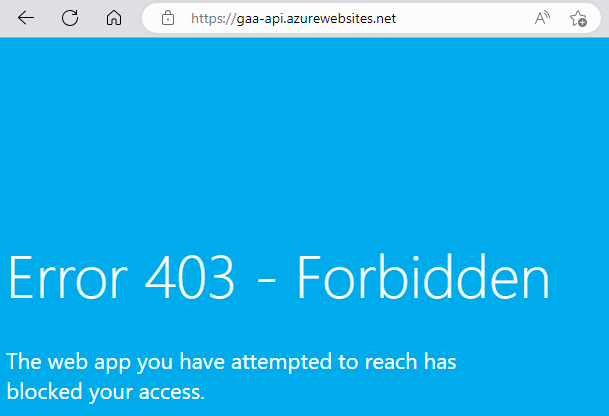 https://gaa-api.azurewebsites.net
Error 403 - Forbidden
The web app you have attempted to reach has
blocked your access.